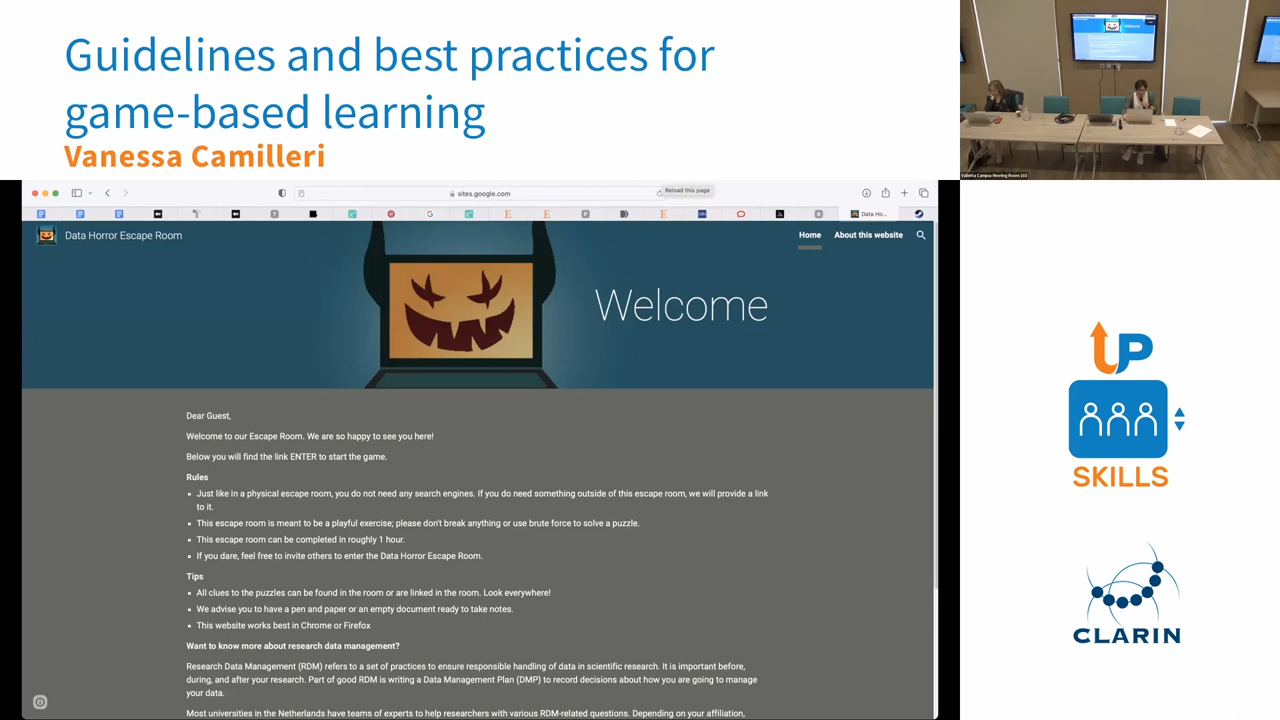 Guidelines and best practices for
game-based learning
Vanessa Camilleri
Valletta Campus Meeting Room 103
sites.google.com
Reload this page
Data Ho...
Data Horror Escape Room
Home
About this website
Welcome
Dear Guest,
Welcome to our Escape Room. We are so happy to see you here!
Below you will find the link ENTER to start the game.
Rules
Just like in a physical escape room, you do not need any search engines. If you do need something outside of this escape room, we will provide a link
to it.
This escape room is meant to be a playful exercise; please don't break anything or use brute force to solve a puzzle.
This escape room can be completed in roughly 1 hour.
If you dare, feel free to invite others to enter the Data Horror Escape Room.
Tips
All clues to the puzzles can be found in the room or are linked in the room. Look everywhere!
We advise you to have a pen and paper or an empty document ready to take notes.
This website works best in Chrome or Firefox
Want to know more about research data management?
Research Data Management (RDM) refers to a set of practices to ensure responsible handling of data in scientific research. It is important before,
during, and after your research. Part of good RDM is writing a Data Management Plan (DMP) to record decisions about how you are going to manage
your data.
Most universities in the Netherlands have teams of experts to help researchers with various RDM-related questions. Depending on your affiliation,
UP
SKILLS
CLARIN